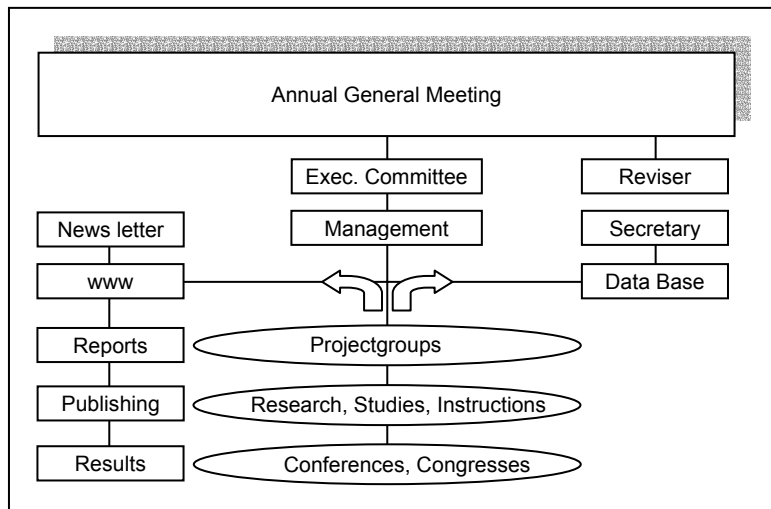 Annual General Meeting
Exec. Committee
Reviser
News letter
Management
Secretary
www
Data Base
Reports
Projectgroups
Publishing
Research, Studies, Instructions
Results
Conferences, Congresses